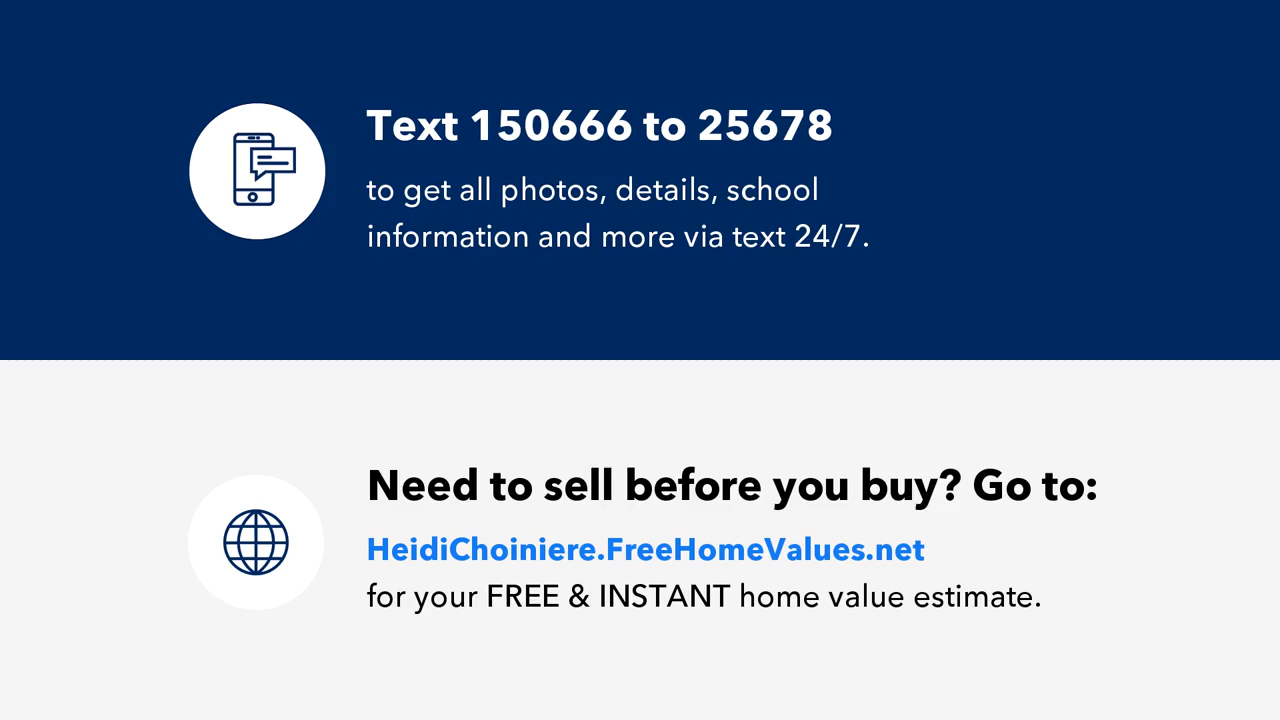 Text 150666 to 25678
to get all photos, details, school
information and more via text 24/7.
Need to sell before you buy? Go to:
HeidiChoiniere.FreeHomeValues.net
for your FREE & INSTANT home value estimate.